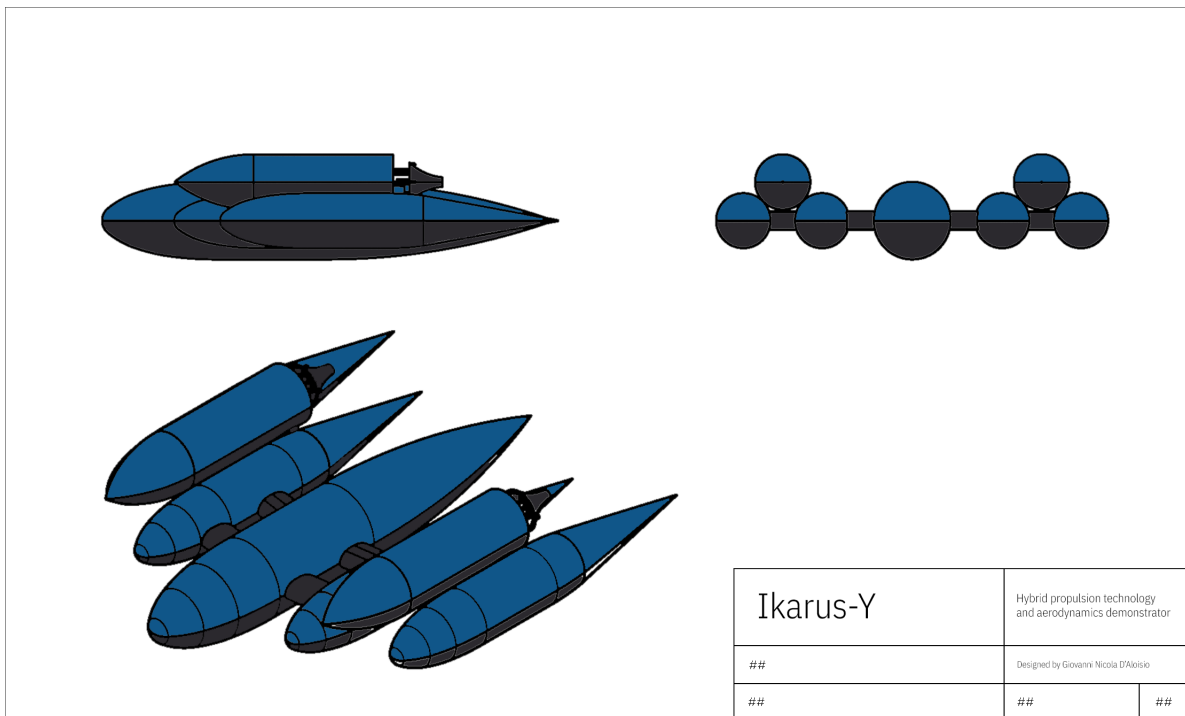 Ikarus-Y
Hybrid propulsion technology
and aerodynamics demonstrator
##
Designed by Giovanni Nicola D'Aloisio
##
##
##